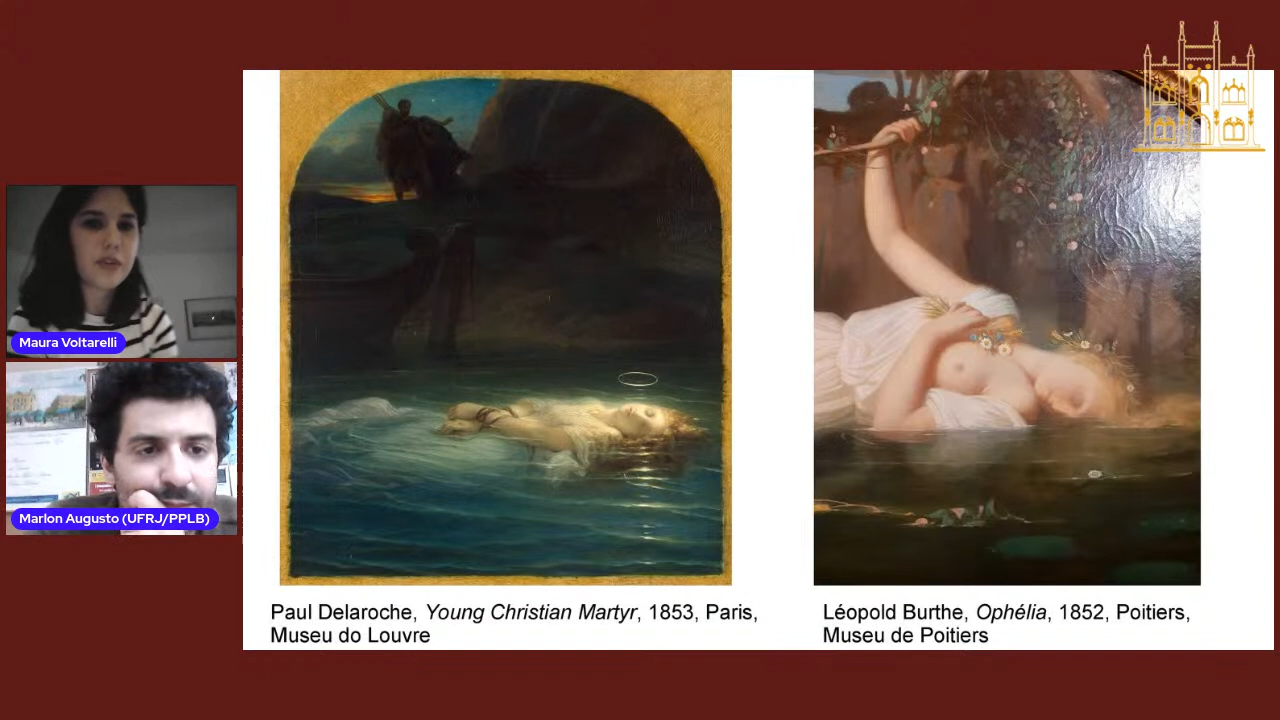 Maura Voltarelli
Marlon Augusto (UFRJ/PPLB)
Paul Delaroche, Young Christian Martyr, 1853, Paris,
Museu do Louvre
Léopold Burthe, Ophélia, 1852, Poitiers,
Museu de Poitiers